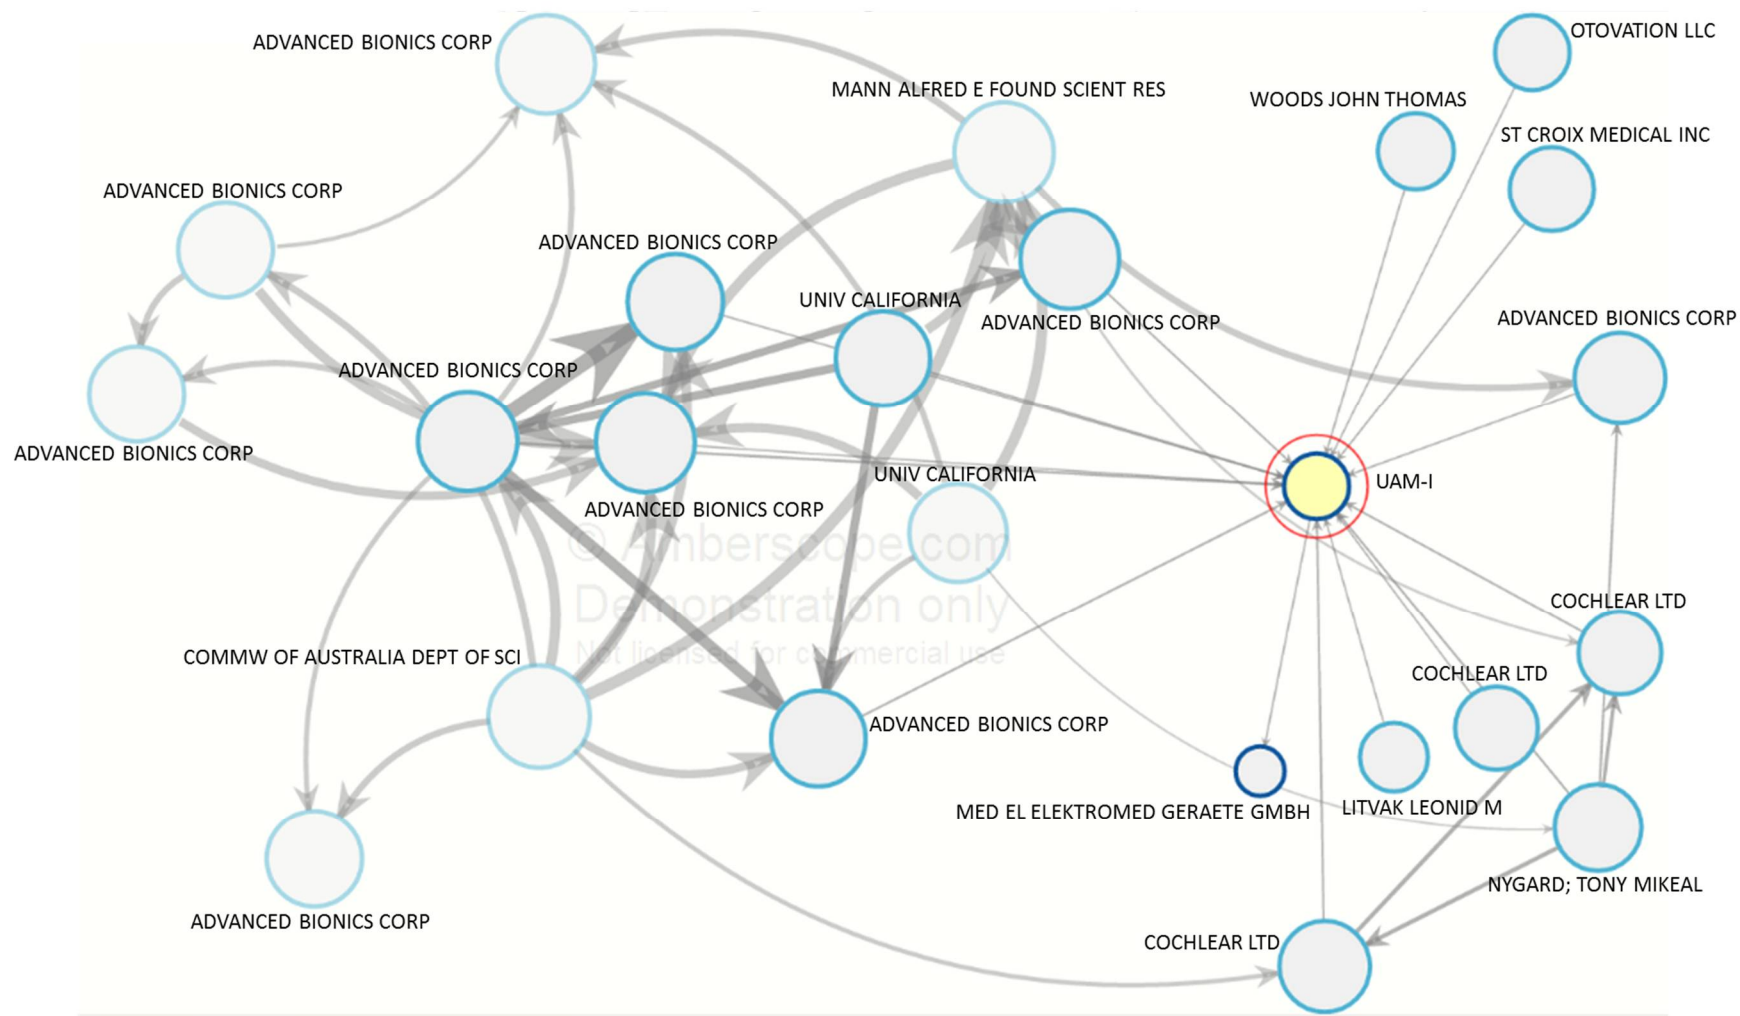 OTOVATION LLC
ADVANCED BIONICS CORP
MANN ALFRED E FOUND SCIENT RES
WOODS JOHN THOMAS
ST CROIX MEDICAL INC
ADVANCED BIONICS CORP
ADVANCED BIONICS CORP
UNIV CALIFORNIA
ADVANCED BIONICS CORP
ADVANCED BIONICS CORP
ADVANCED BIONICS CORP
ADVANCED BIONICS CORP
UNIV CALIFORNIA
UAM-I
ADVANCED BIONICS CORP
© Amberscope.com
Demonstration only
Not licensed for commercial use
COCHLEAR LTD
COMMW OF AUSTRALIA DEPT OF SCI
COCHLEAR LTD
ADVANCED BIONICS CORP
MED EL ELEKTROMED GERAETE GMBH
LITVAK LEONID M
NYGARD; TONY MIKEAL
ADVANCED BIONICS CORP
COCHLEAR LTD